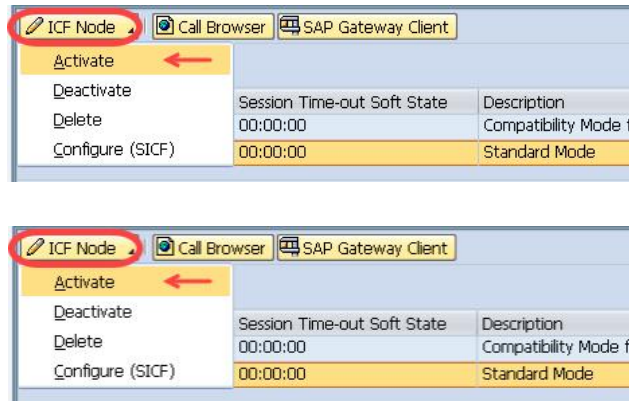 ICF Node Call Browser SAP Gateway Client
Activate
Deactivate
Session Time-out Soft State Description
Delete
00:00:00 Compatibility Mode f
Configure (SICF)
00:00:00 Standard Mode
ICF Node Call Browser SAP Gateway Client
Activate
Deactivate
Session Time-out Soft State Description
Delete
00:00:00 Compatibility Mode f
Configure (SICF)
00:00:00 Standard Mode